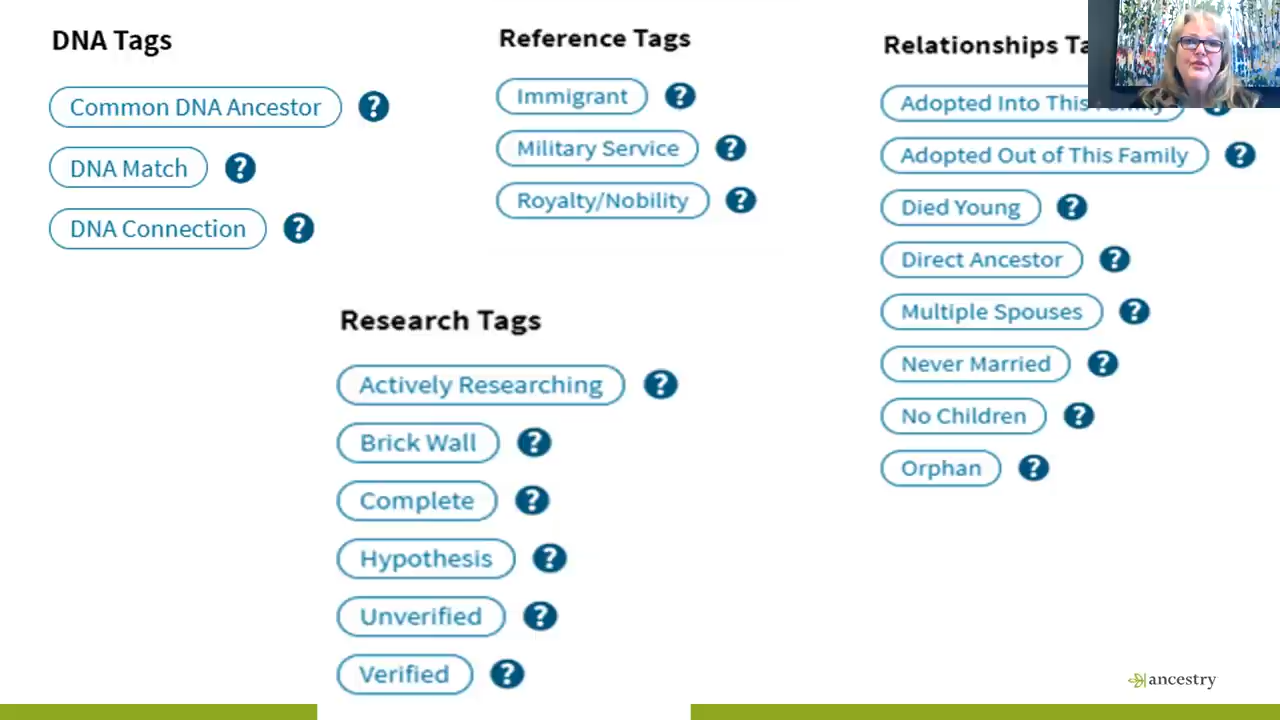 DNA Tags
Common DNA Ancestor ?
DNA Match ?
DNA Connection ?
Reference Tags
Immigrant ?
Military Service ?
Royalty/Nobility ?
Relationships Ta
Adopted Into This Family ?
Adopted Out of This Family ?
Died Young ?
Direct Ancestor ?
Multiple Spouses ?
Never Married ?
No Children ?
Orphan ?
Research Tags
Actively Researching ?
Brick Wall ?
Complete ?
Hypothesis ?
Unverified ?
Verified ?
ancestry